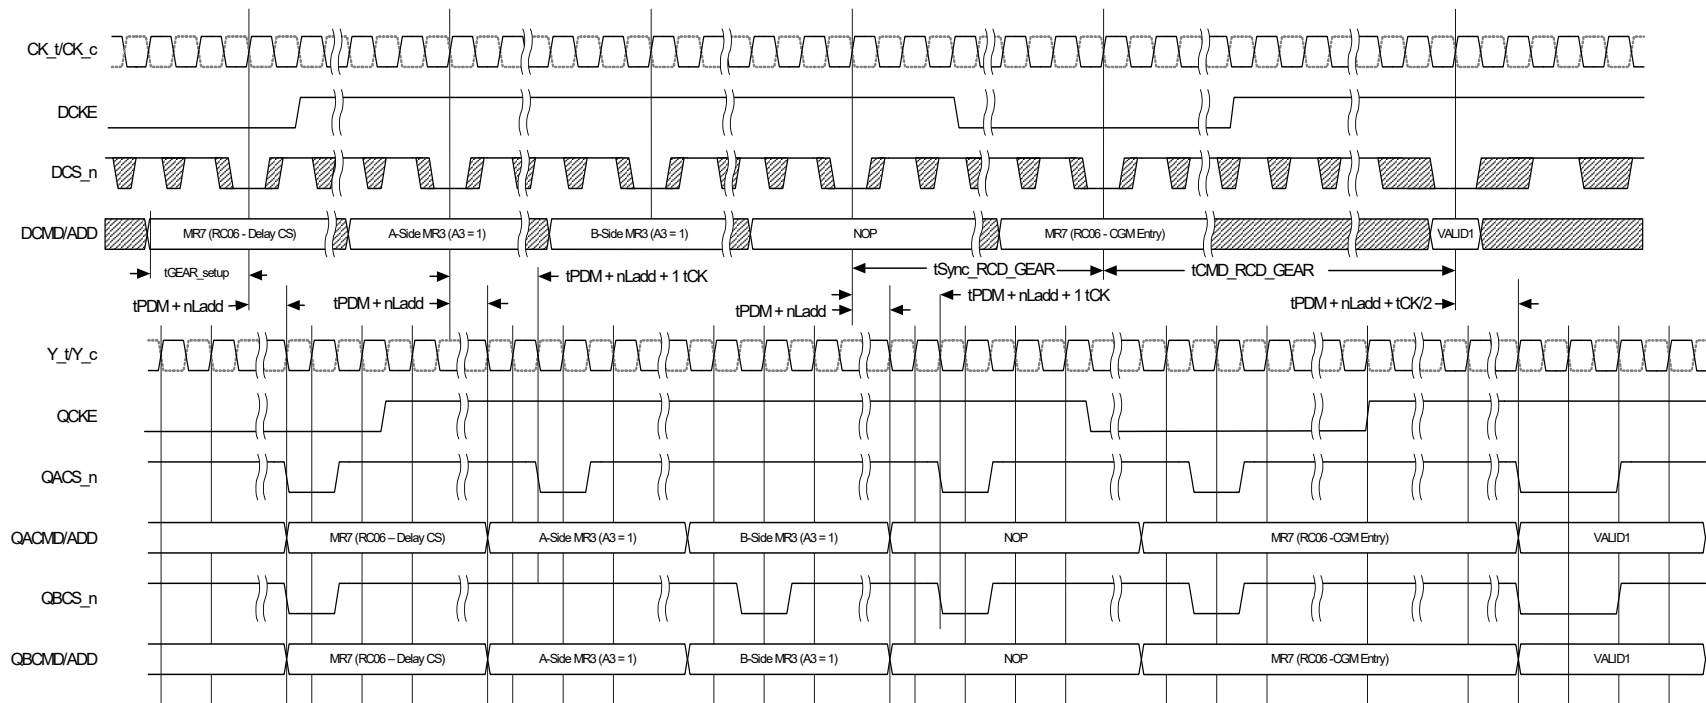 CK_t/CK_c
DCKE
DCS_n
DCMD/ADD
MR7 (RC06 - Delay CS)
A-Side MR3 (A3 = 1)
B-Side MR3 (A3 = 1)
NOP
MR7 (RC06 - CGM Entry)
VALID1
tGEAR_setup
tPDM + nLadd + 1 tCK
tSync_RCD_GEAR
tCMD_RCD_GEAR
tPDM + nLadd
tPDM + nLadd
tPDM + nLadd
tPDM + nLadd + 1 tCK
tPDM + nLadd + tCK/2
Y_t/Y_c
QCKE
QACS_n
QACMD/ADD
MR7 (RC06 – Delay CS)
A-Side MR3 (A3 = 1)
B-Side MR3 (A3 = 1)
NOP
MR7 (RC06 -CGM Entry)
VALID1
QBCS_n
QBCMD/ADD
MR7 (RC06 – Delay CS)
A-Side MR3 (A3 = 1)
B-Side MR3 (A3 = 1)
NOP
MR7 (RC06 -CGM Entry)
VALID1